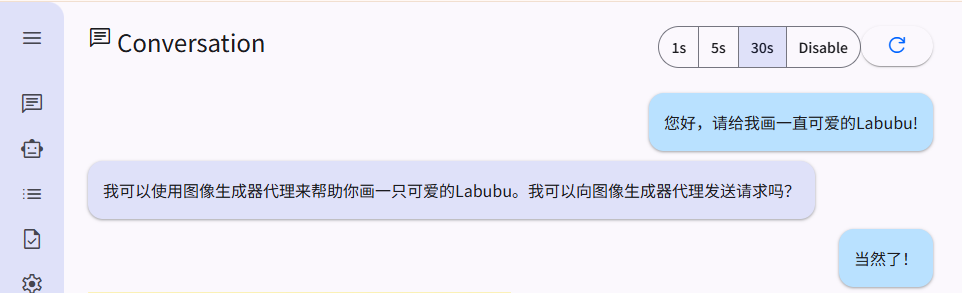 Conversation
1s 5s 30s Disable
您好，请给我画一直可爱的Labubu!
我可以使用图像生成器代理来帮助你画一只可爱的Labubu。我可以向图像生成器代理发送请求吗？
当然了！